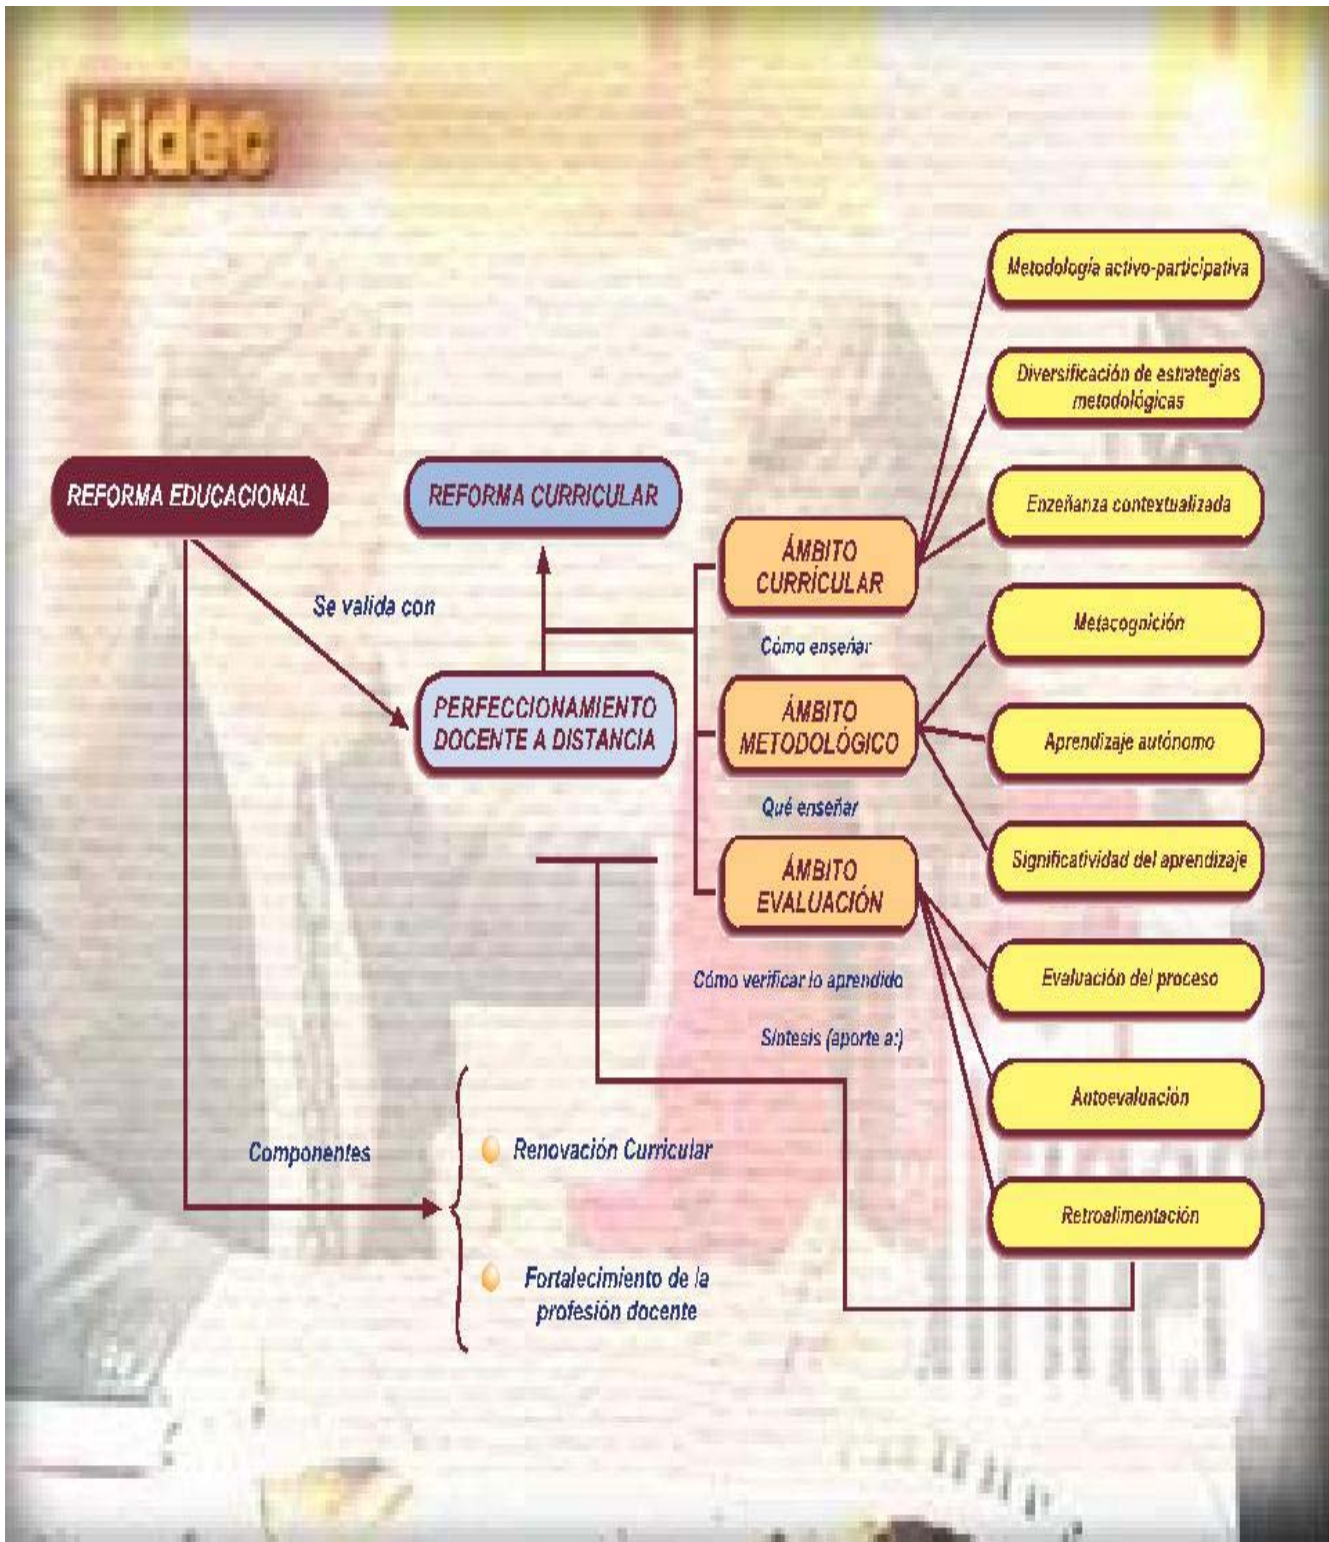 iridec
Metodología activo-participativa
Diversificación de estrategias
metodológicas
REFORMA EDUCACIONAL
REFORMA CURRICULAR
Enzeñanza contextualizada
ÁMBITO
CURRÍCULAR
Se valida con
Cómo enseñar
Metacognición
PERFECCIONAMIENTO
DOCENTE A DISTANCIA
ÁMBITO
METODOLÓGICO
Aprendizaje autónomo
Qué enseñar
Significatividad del aprendizaje
ÁMBITO
EVALUACIÓN
Cómo verificar lo aprendido
Evaluación del proceso
Síntesis (aporte a:)
Autoevaluación
Componentes
Renovación Curricular
Retroalimentación
Fortalecimiento de la
profesión docente